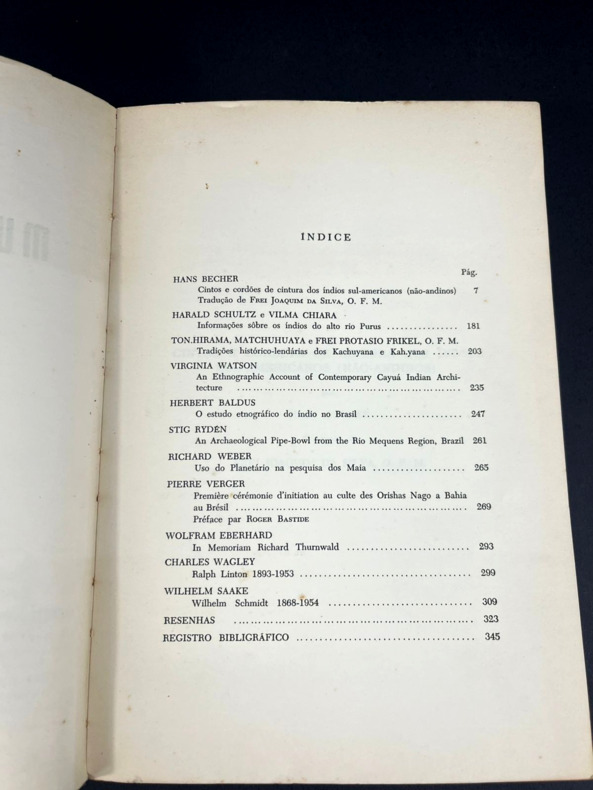 ÍNDICE
Pág.
HANS BECHER
Cintos e cordões de cintura dos índios sul-americanos (não-andinos) 7
Tradução de FREI JOAQUIM DA SILVA, O. F. M.
HARALD SCHULTZ e VILMA CHIARA
Informações sôbre os índios do alto rio Purus ................ 181
TON.HIRAMA, MATCHUHUAYA e FREI PROTASIO FRIKEL, O. F. M.
Tradições histórico-lendárias dos Kachuyana e Kah.yana ...... 203
VIRGINIA WATSON
An Ethnographic Account of Contemporary Cayuá Indian Archi-
tecture ................................................ 235
HERBERT BALDUS
O estudo etnográfico do índio no Brasil ...................... 247
STIG RYDÉN
An Archaeological Pipe-Bowl from the Rio Mequens Region, Brazil 261
RICHARD WEBER
Uso do Planetário na pesquisa dos Maia .................... 265
PIERRE VERGER
Première cérémonie d'initiation au culte des Orishas Nago a Bahia
au Brésil ................................................ 269
Préface par ROGER BASTIDE
WOLFRAM EBERHARD
In Memoriam Richard Thurnwald ........................ 293
CHARLES WAGLEY
Ralph Linton 1893-1953 .................................. 299
WILHELM SAAKE
Wilhelm Schmidt 1868-1954 ............................ 309
RESENHAS ................................................ 323
REGISTRO BIBLIGRÁFICO .................................... 345